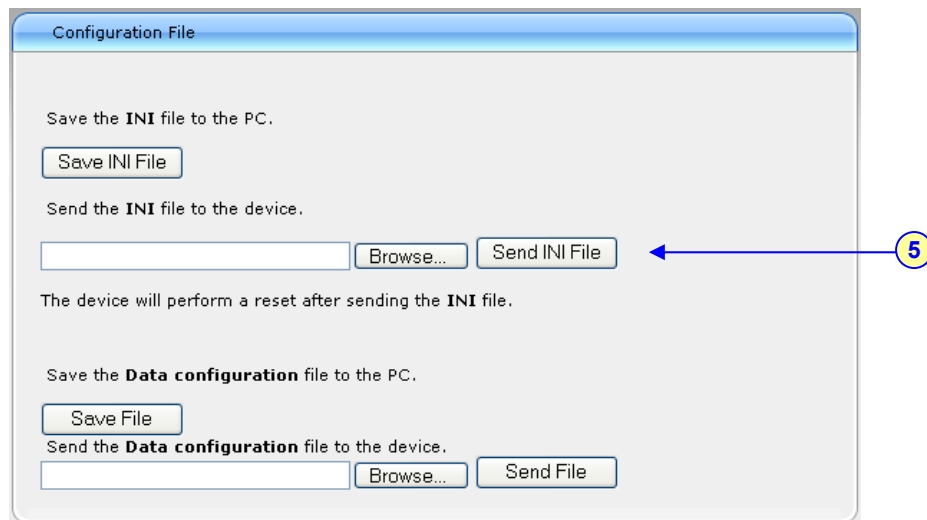 Configuration File
Save the INI file to the PC.
Save INI File
Send the INI file to the device.
Browse... Send INI File 5
The device will perform a reset after sending the INI file.
Save the Data configuration file to the PC.
Save File
Send the Data configuration file to the device.
Browse... Send File